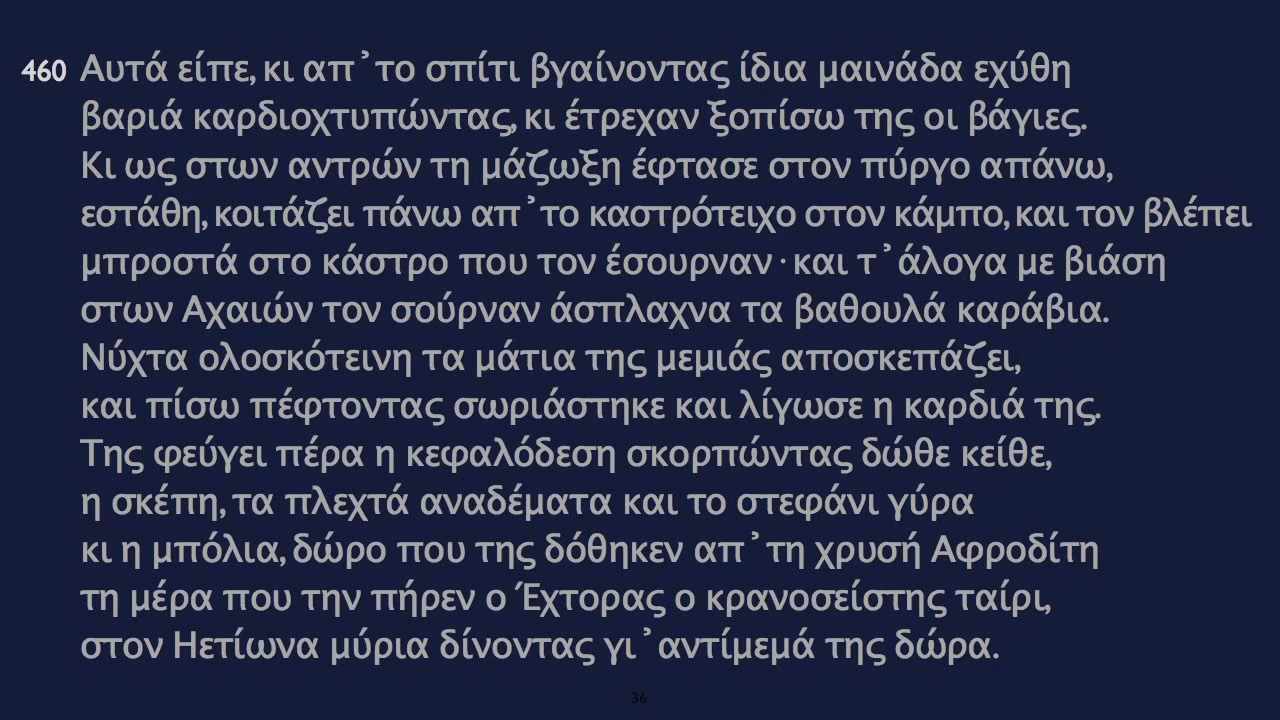 460 Αυτά είπε, κι απ᾿ το σπίτι βγαίνοντας ίδια μαινάδα εχύθη
βαριά καρδιοχτυπώντας, κι έτρεχαν ξοπίσω της οι βάγιες.
Κι ως στων αντρών τη μάζωξη έφτασε στον πύργο απάνω,
εστάθη, κοιτάζει πάνω απ᾿ το καστρότειχο στον κάμπο, και τον βλέπει
μπροστά στο κάστρο που τον έσουρναν· και τ᾿ άλογα με βιάση
στων Αχαιών τον σούρναν άσπλαχνα τα βαθουλά καράβια.
Νύχτα ολοσκότεινη τα μάτια της μεμιάς αποσκεπάζει,
και πίσω πέφτοντας σωριάστηκε και λίγωσε η καρδιά της.
Της φεύγει πέρα η κεφαλόδεση σκορπώντας δώθε κείθε,
η σκέπη, τα πλεχτά αναδέματα και το στεφάνι γύρα
κι η μπόλια, δώρο που της δόθηκεν απ᾿ τη χρυσή Αφροδίτη
τη μέρα που την πήρεν ο Έχτορας ο κρανοσείστης ταίρι,
στον Ηετίωνα μύρια δίνοντας γι᾿ αντίμεμά της δώρα.
36